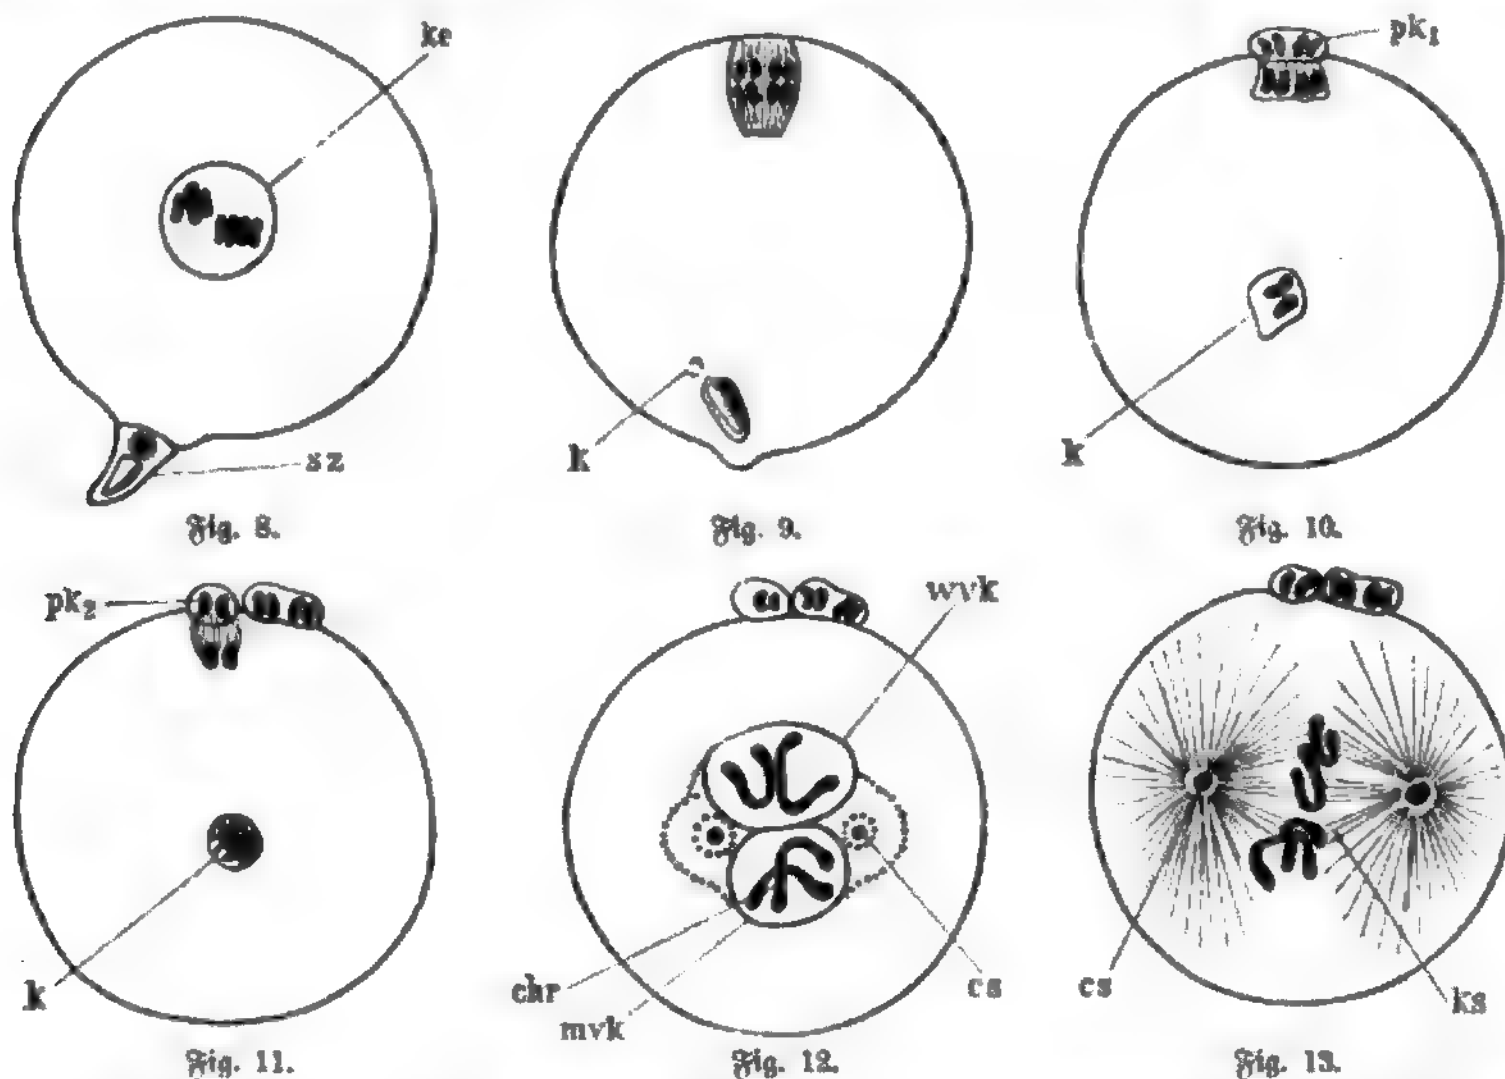 ke
sz
Fig. 8.
k
Fig. 9.
pk1
k
Fig. 10.
pk2
k
Fig. 11.
wvk
chr
mvk
cs
Fig. 12.
cs
ks
Fig. 13.